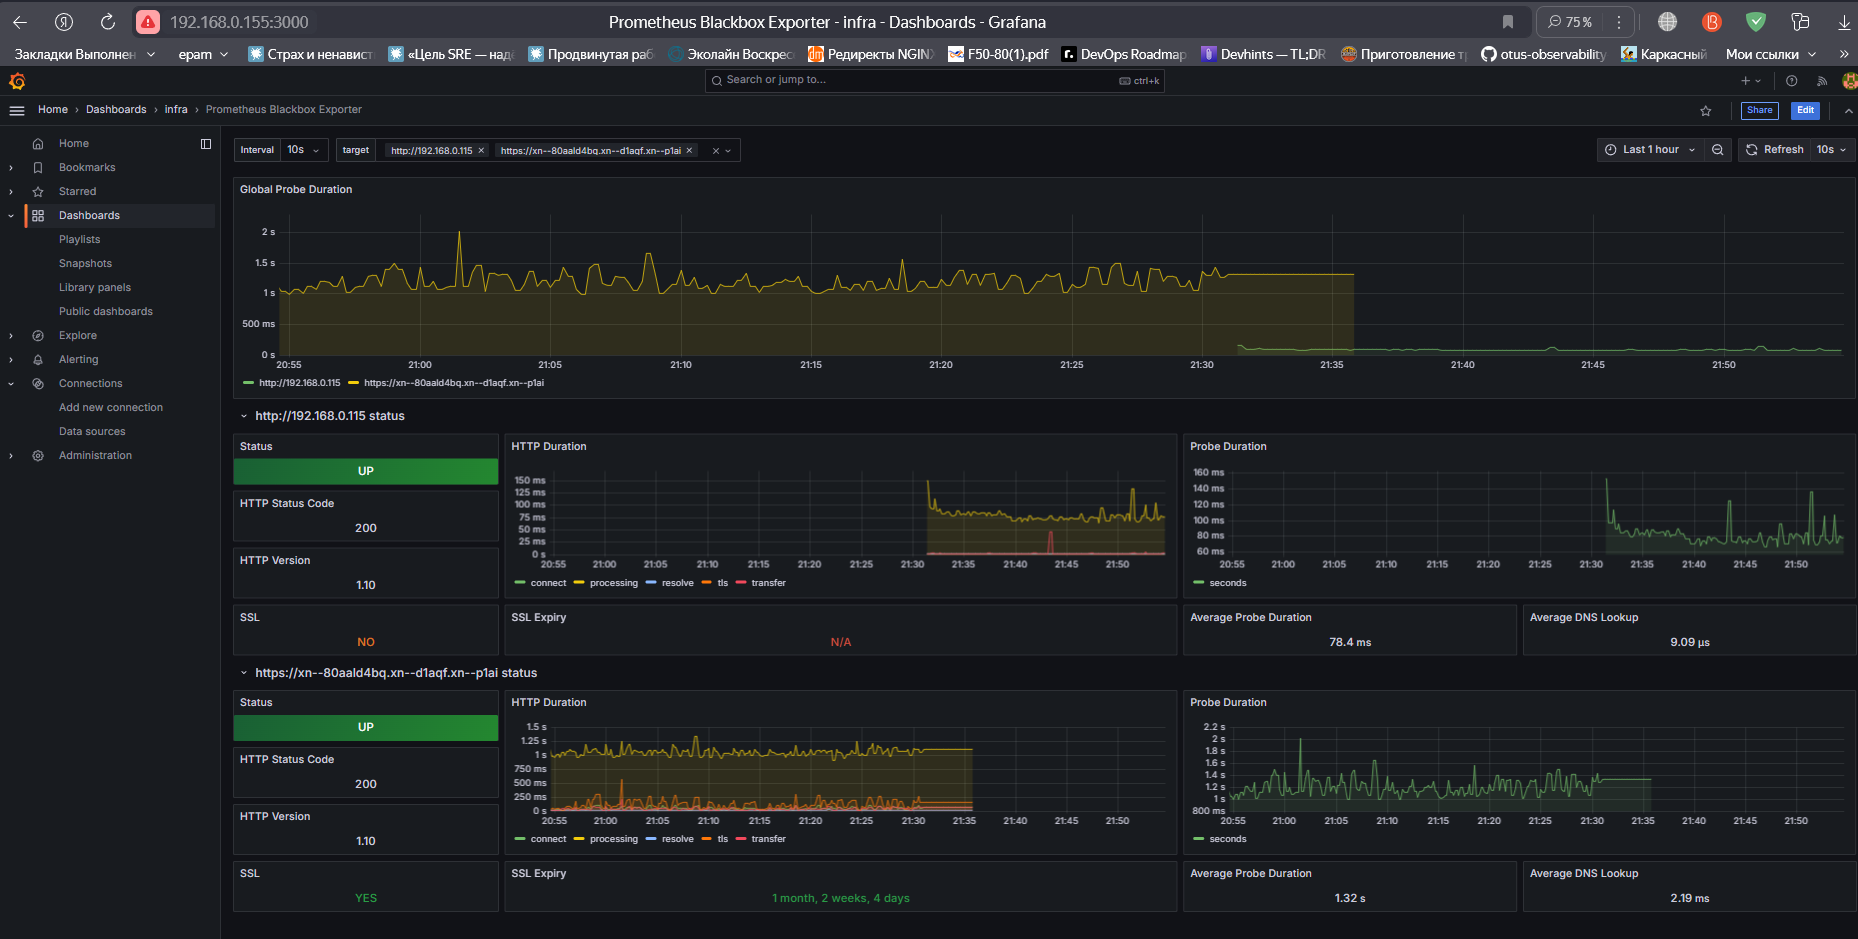 192.168.0.155:3000
Prometheus Blackbox Exporter - infra - Dashboards - Grafana
75 %
Закладки Выполнен
epam
Страх и ненавист
«Цель SRE — над
Продвинутая раб
Эколайн Воскрес
Редиректы NGIN
F50-80(1).pdf
DevOps Roadmap
Devhints — TL;DR
Приготовление т
otus-observability
Каркасный
Мои ссылки
Search or jump to...
ctrl+k
Home › Dashboards › infra › Prometheus Blackbox Exporter
Share
Edit
Home
Bookmarks
Starred
Dashboards
Playlists
Snapshots
Library panels
Public dashboards
Explore
Alerting
Connections
Add new connection
Data sources
Administration
Interval
10s
target
http://192.168.0.115
https://xn--80aald4bq.xn--d1aqf.xn--p1ai
Last 1 hour
Refresh
10s
Global Probe Duration
2 s
1.5 s
1 s
500 ms
0 s
20:55 21:00 21:05 21:10 21:15 21:20 21:25 21:30 21:35 21:40 21:45 21:50
http://192.168.0.115 https://xn--80aald4bq.xn--d1aqf.xn--p1ai
http://192.168.0.115 status
Status
UP
HTTP Status Code
200
HTTP Version
1.10
SSL
NO
HTTP Duration
150 ms
125 ms
100 ms
75 ms
50 ms
25 ms
0 s
20:55 21:00 21:05 21:10 21:15 21:20 21:25 21:30 21:35 21:40 21:45 21:50
connect processing resolve tls transfer
SSL Expiry
N/A
Probe Duration
160 ms
140 ms
120 ms
100 ms
80 ms
60 ms
20:55 21:00 21:05 21:10 21:15 21:20 21:25 21:30 21:35 21:40 21:45 21:50
seconds
Average Probe Duration
78.4 ms
Average DNS Lookup
9.09 µs
https://xn--80aald4bq.xn--d1aqf.xn--p1ai status
Status
UP
HTTP Status Code
200
HTTP Version
1.10
SSL
YES
HTTP Duration
1.5 s
1.25 s
1 s
750 ms
500 ms
250 ms
0 s
20:55 21:00 21:05 21:10 21:15 21:20 21:25 21:30 21:35 21:40 21:45 21:50
connect processing resolve tls transfer
SSL Expiry
1 month, 2 weeks, 4 days
Probe Duration
2.2 s
2 s
1.8 s
1.6 s
1.4 s
1.2 s
1 s
800 ms
20:55 21:00 21:05 21:10 21:15 21:20 21:25 21:30 21:35 21:40 21:45 21:50
seconds
Average Probe Duration
1.32 s
Average DNS Lookup
2.19 ms